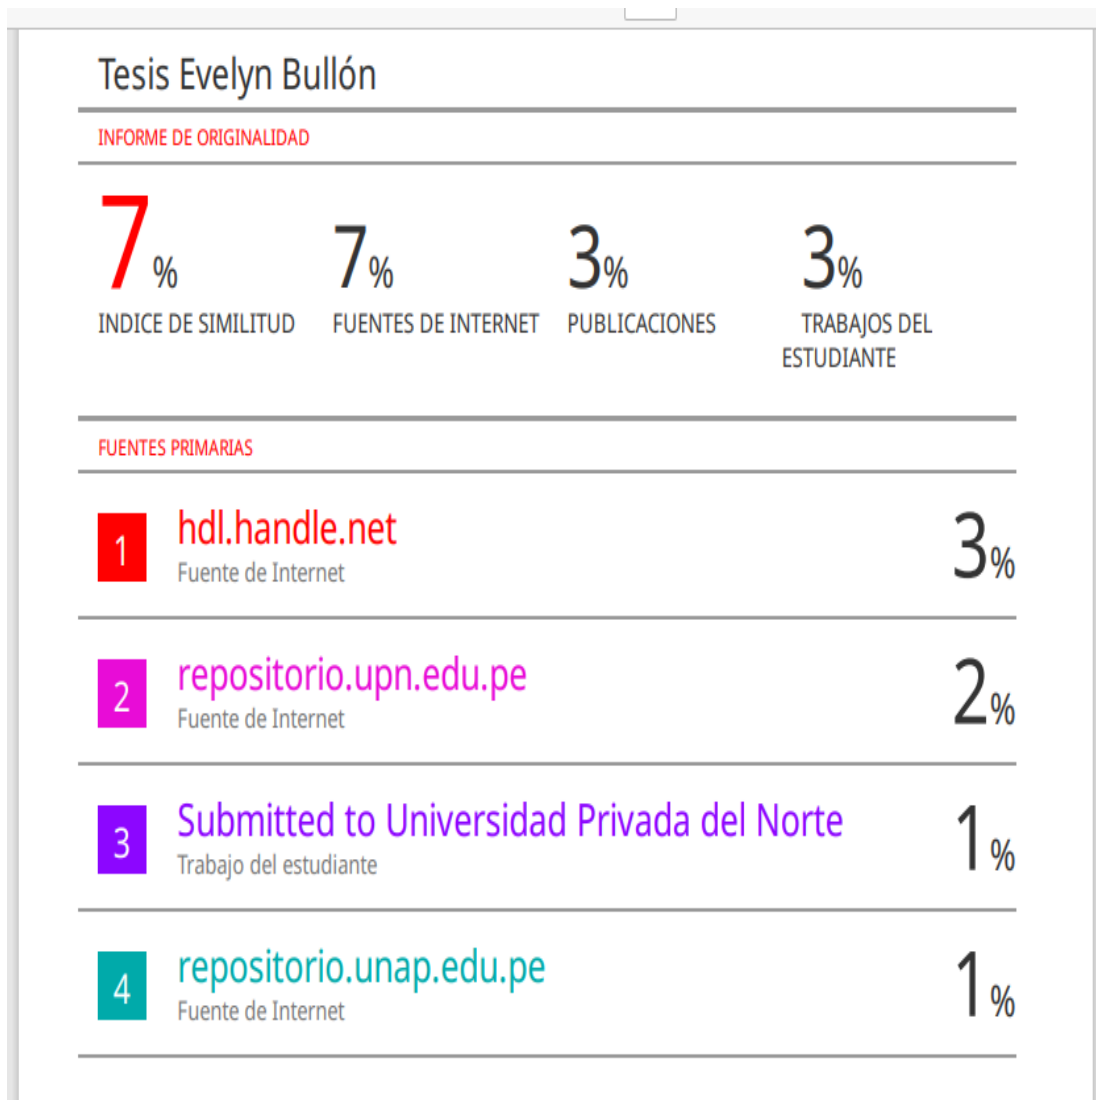 Tesis Evelyn Bullón
INFORME DE ORIGINALIDAD
7%
7%
3%
3%
INDICE DE SIMILITUD
FUENTES DE INTERNET
PUBLICACIONES
TRABAJOS DEL
ESTUDIANTE
FUENTES PRIMARIAS
1
hdl.handle.net
Fuente de Internet
3%
2
repositorio.upn.edu.pe
Fuente de Internet
2%
3
Submitted to Universidad Privada del Norte
Trabajo del estudiante
1%
4
repositorio.unap.edu.pe
Fuente de Internet
1%